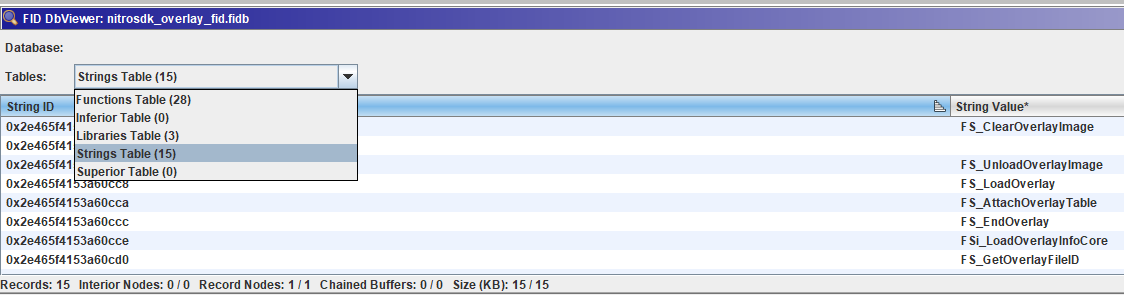 FID DbViewer: nitrosdk_overlay_fid.fidb
Database:
Tables: Strings Table (15)
Functions Table (28)
Inferior Table (0)
Libraries Table (3)
Strings Table (15)
Superior Table (0)
String ID String Value*
0x2e465f41 FS_ClearOverlayImage
0x2e465f41
0x2e465f41 FS_UnloadOverlayImage
0x2e465f4153a60cc8 FS_LoadOverlay
0x2e465f4153a60cca FS_AttachOverlayTable
0x2e465f4153a60ccc FS_EndOverlay
0x2e465f4153a60cce FSi_LoadOverlayInfoCore
0x2e465f4153a60cd0 FS_GetOverlayFileID
Records: 15 Interior Nodes: 0 / 0 Record Nodes: 1 / 1 Chained Buffers: 0 / 0 Size (KB): 15 / 15